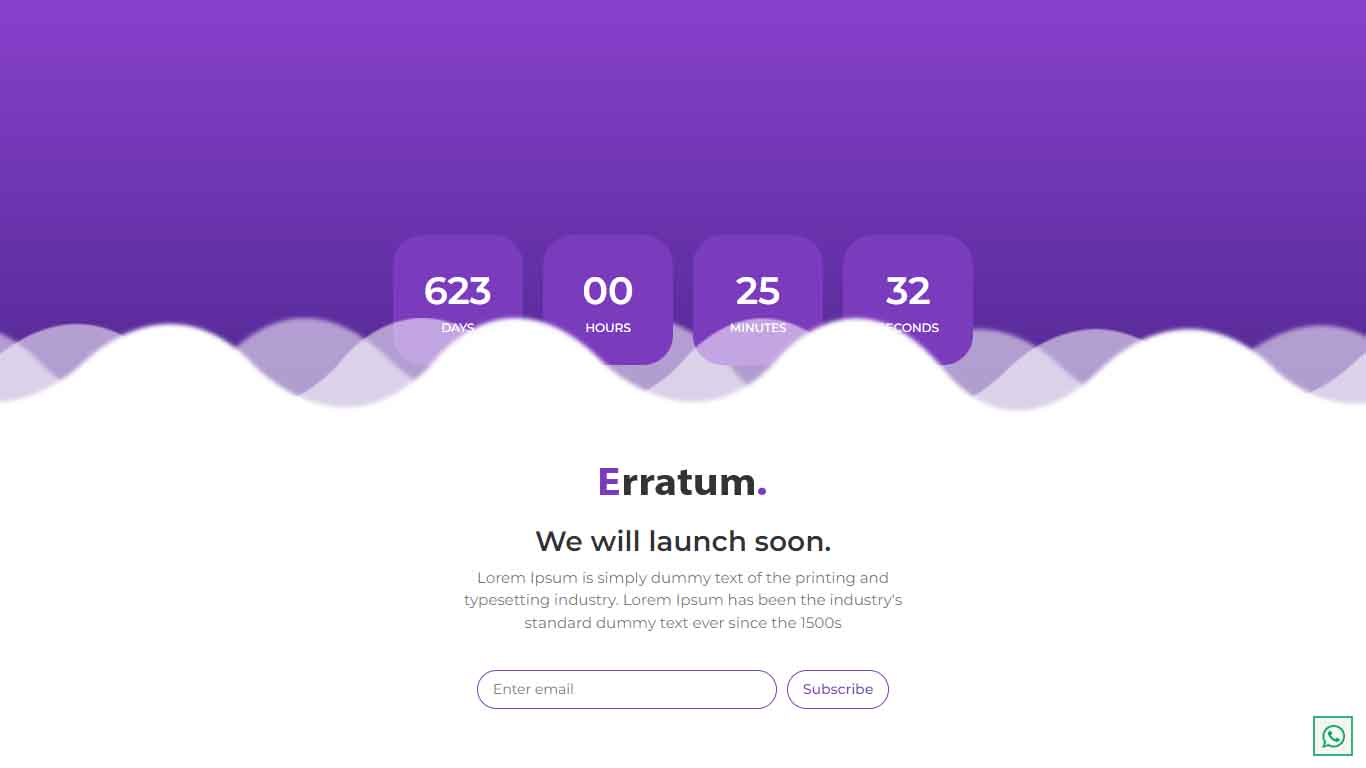 623 00 25 32
DAYS HOURS MINUTES SECONDS
Erratum.
We will launch soon.
Lorem Ipsum is simply dummy text of the printing and
typesetting industry. Lorem Ipsum has been the industry's
standard dummy text ever since the 1500s
Enter email Subscribe